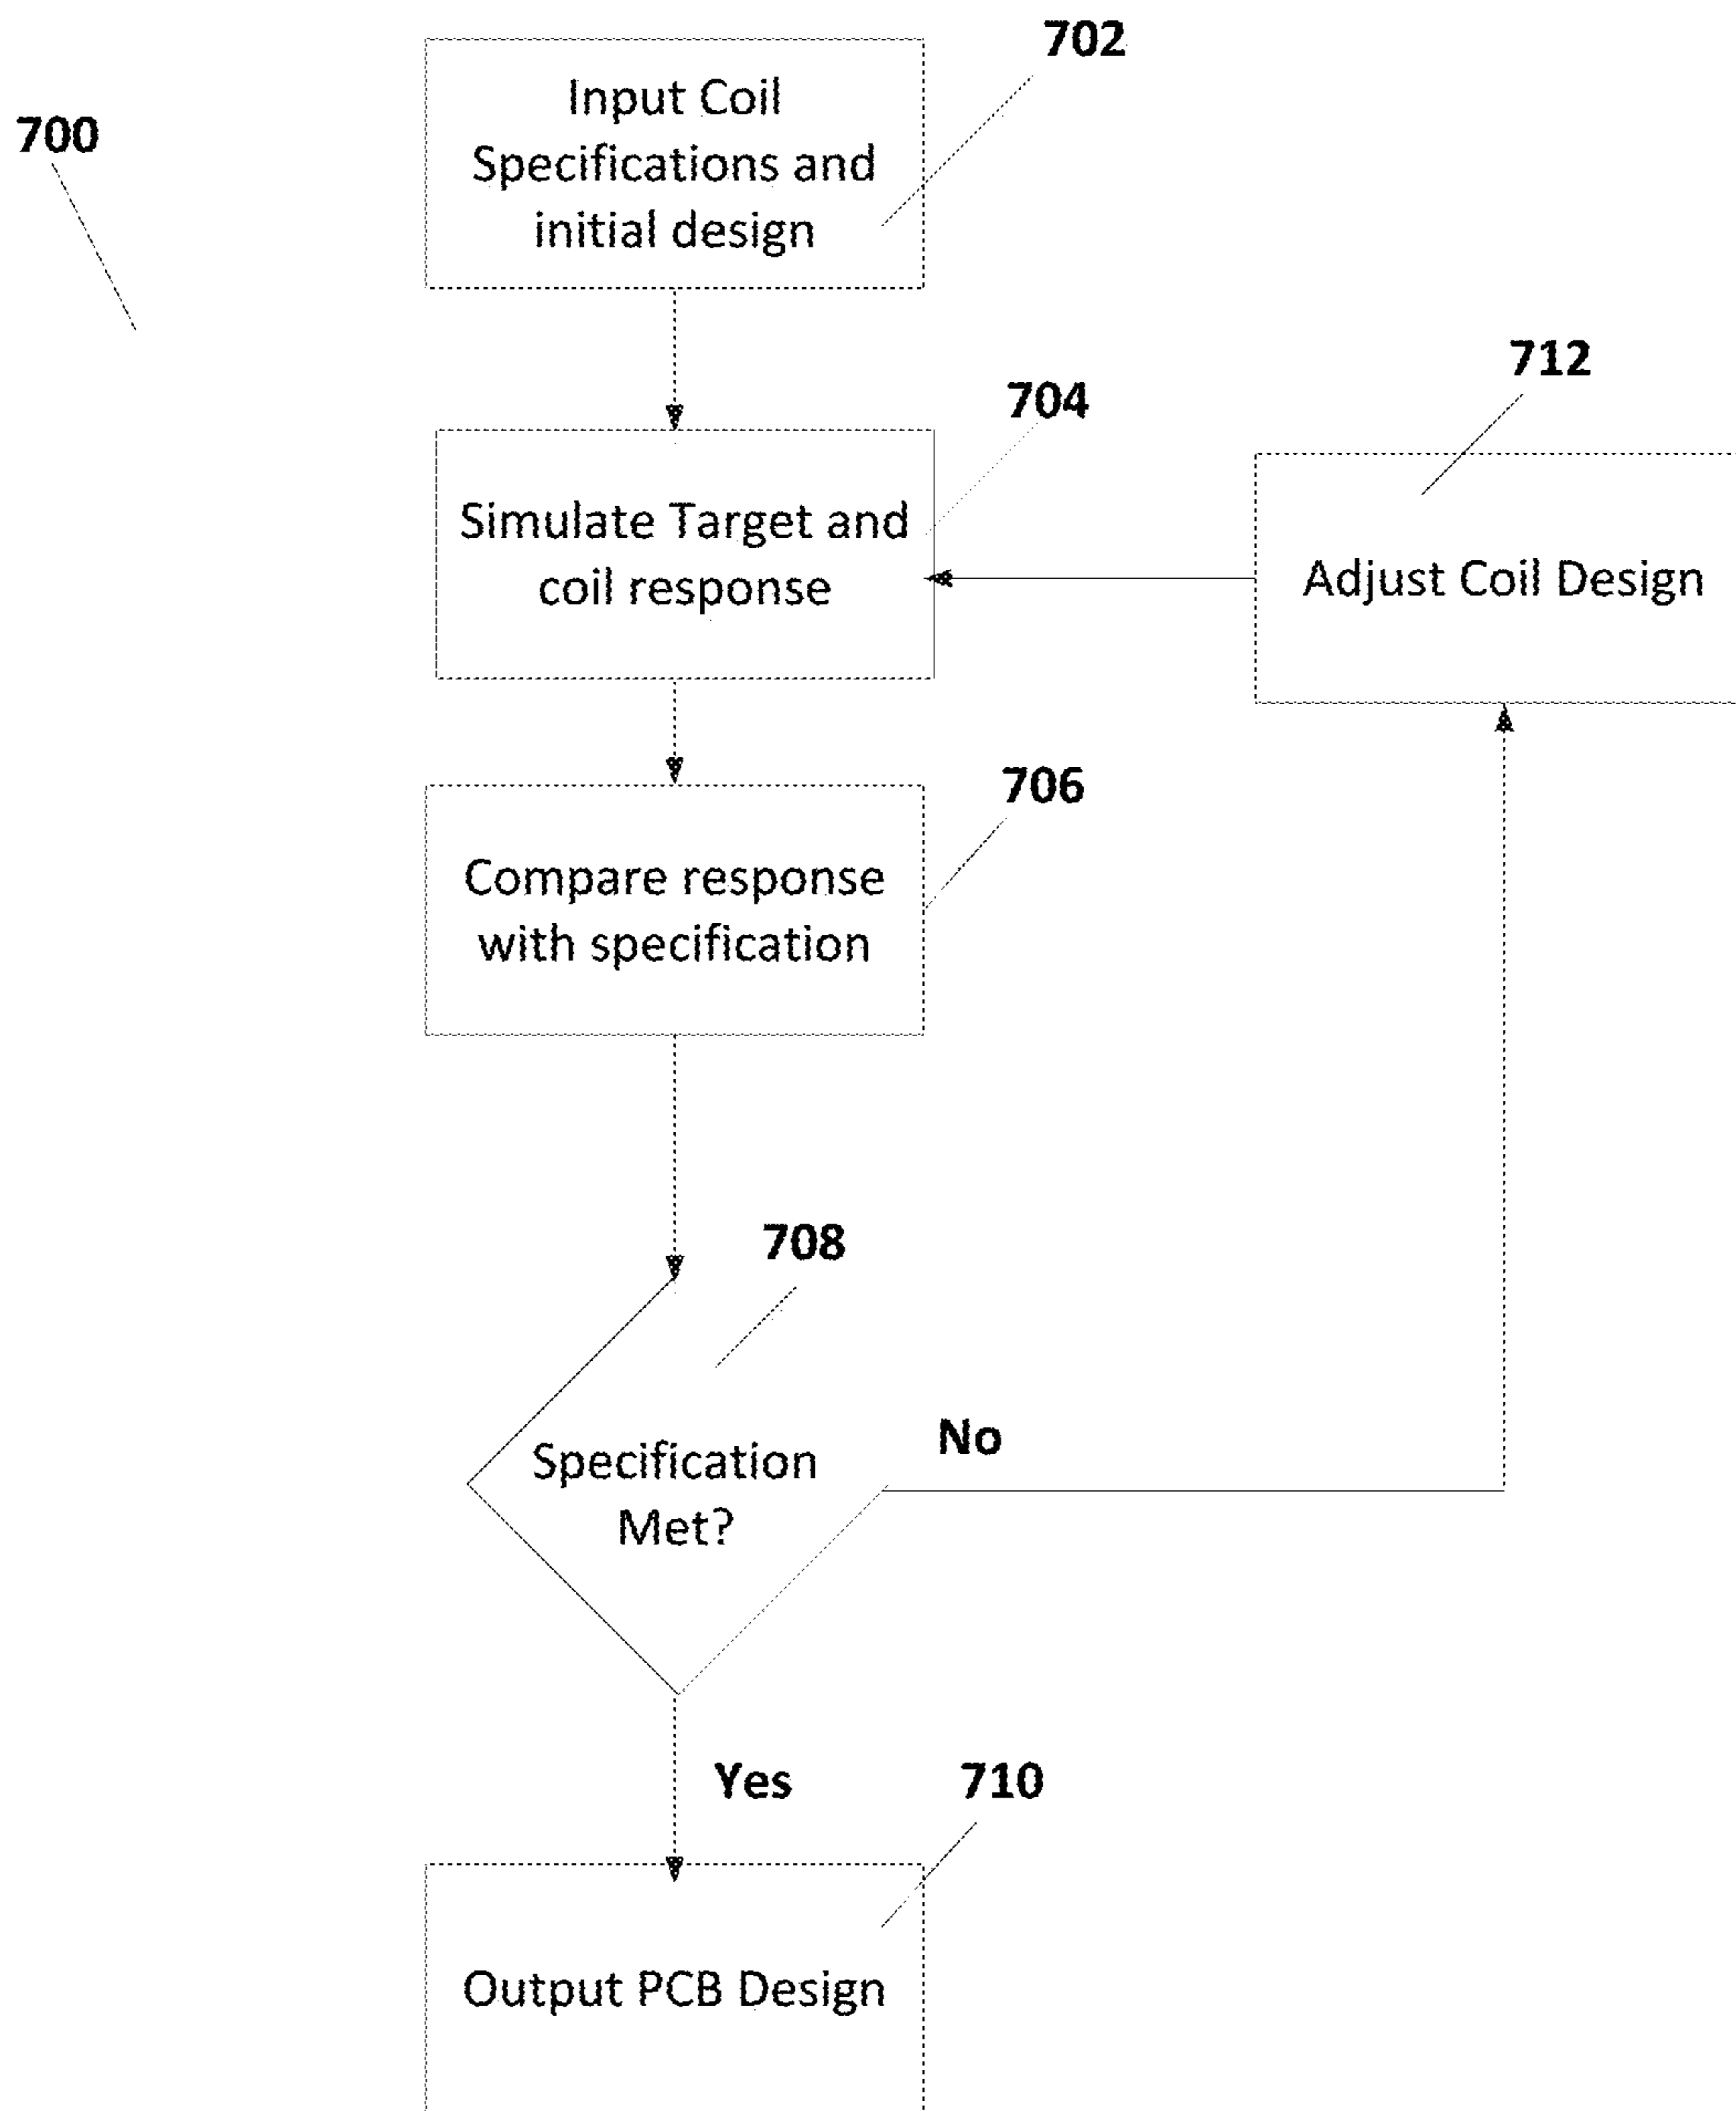 702
Input Coil
Specifications and
initial design
700
704
712
Simulate Target and
coil response
Adjust Coil Design
706
Compare response
with specification
708
Specification
Met?
No
Yes
710
Output PCB Design